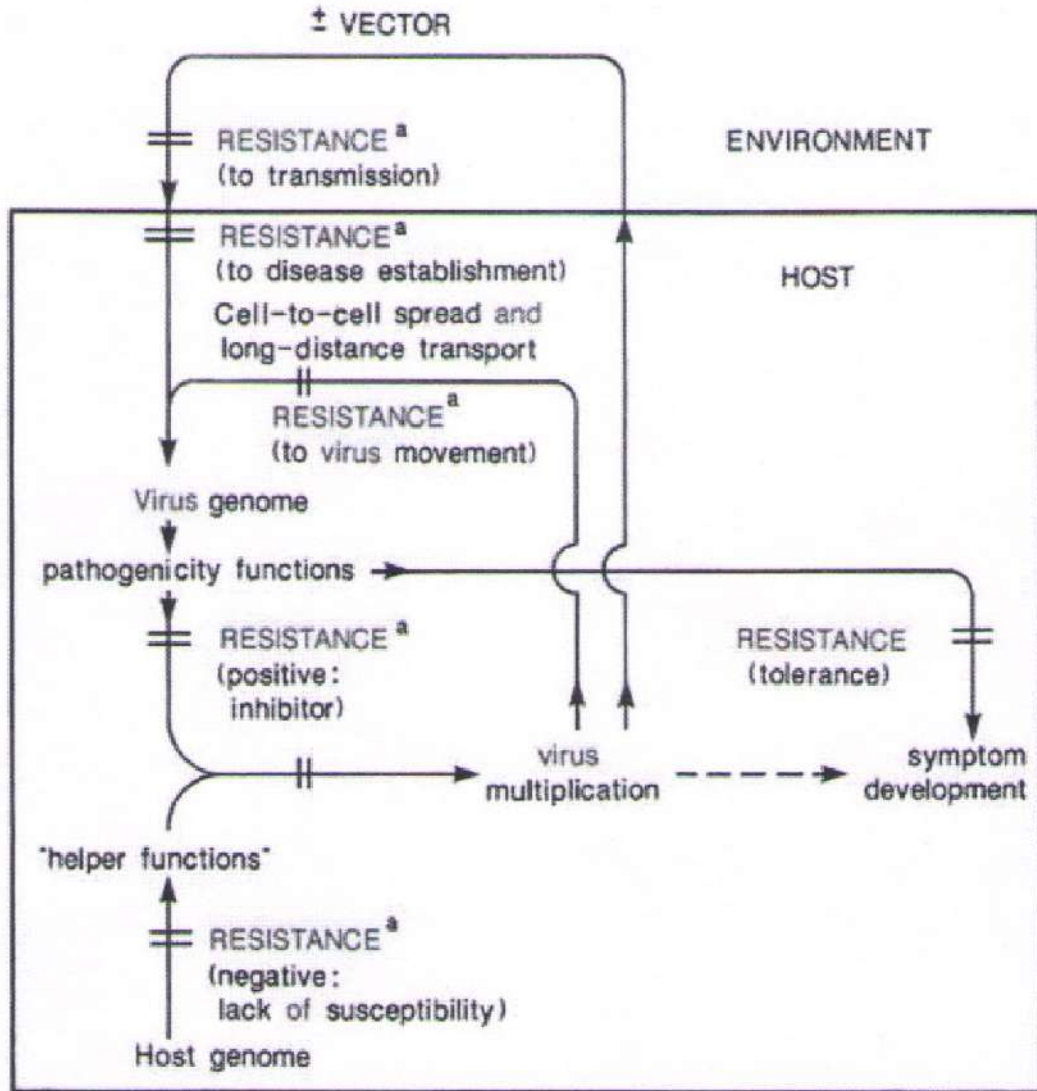 ± VECTOR
RESISTANCE a
(to transmission)
ENVIRONMENT
RESISTANCE a
(to disease establishment)
HOST
Cell-to-cell spread and
long-distance transport
RESISTANCE a
(to virus movement)
Virus genome
pathogenicity functions
RESISTANCE a
(positive:
inhibitor)
RESISTANCE
(tolerance)
virus
multiplication
symptom
development
"helper functions"
RESISTANCE a
(negative:
lack of susceptibility)
Host genome